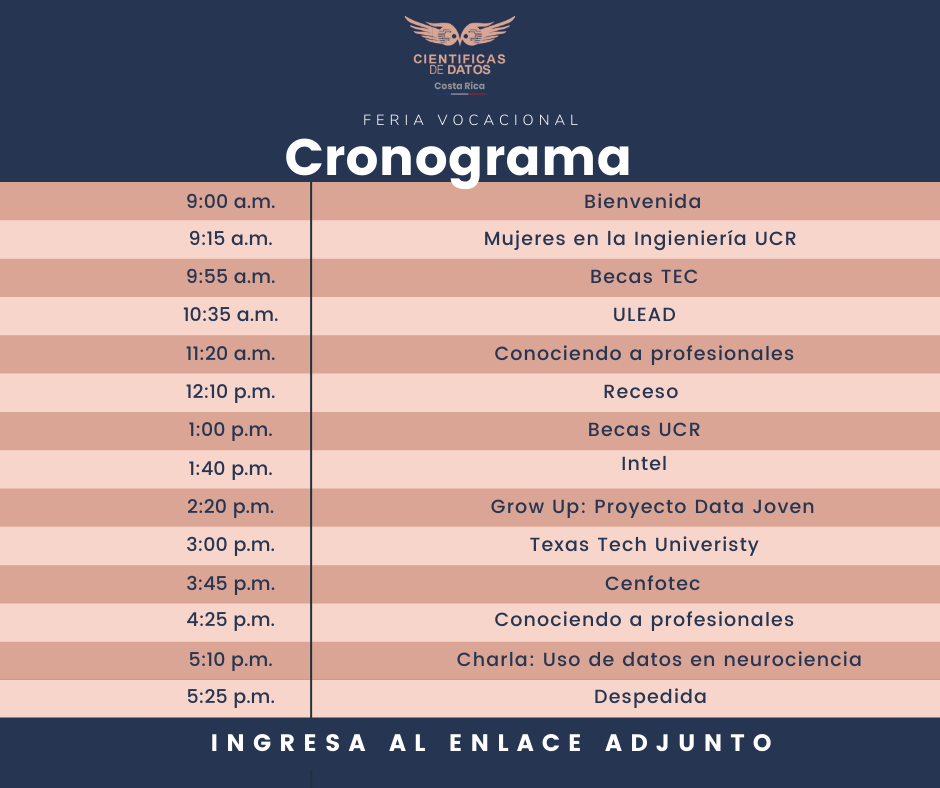 CIENTIFICAS
DE DATOS
Costa Rica
FERIA VOCACIONAL
Cronograma
9:00 a.m. Bienvenida
9:15 a.m. Mujeres en la Ingieniería UCR
9:55 a.m. Becas TEC
10:35 a.m. ULEAD
11:20 a.m. Conociendo a profesionales
12:10 p.m. Receso
1:00 p.m. Becas UCR
1:40 p.m. Intel
2:20 p.m. Grow Up: Proyecto Data Joven
3:00 p.m. Texas Tech Univeristy
3:45 p.m. Cenfotec
4:25 p.m. Conociendo a profesionales
5:10 p.m. Charla: Uso de datos en neurociencia
5:25 p.m. Despedida
INGRESA AL ENLACE ADJUNTO